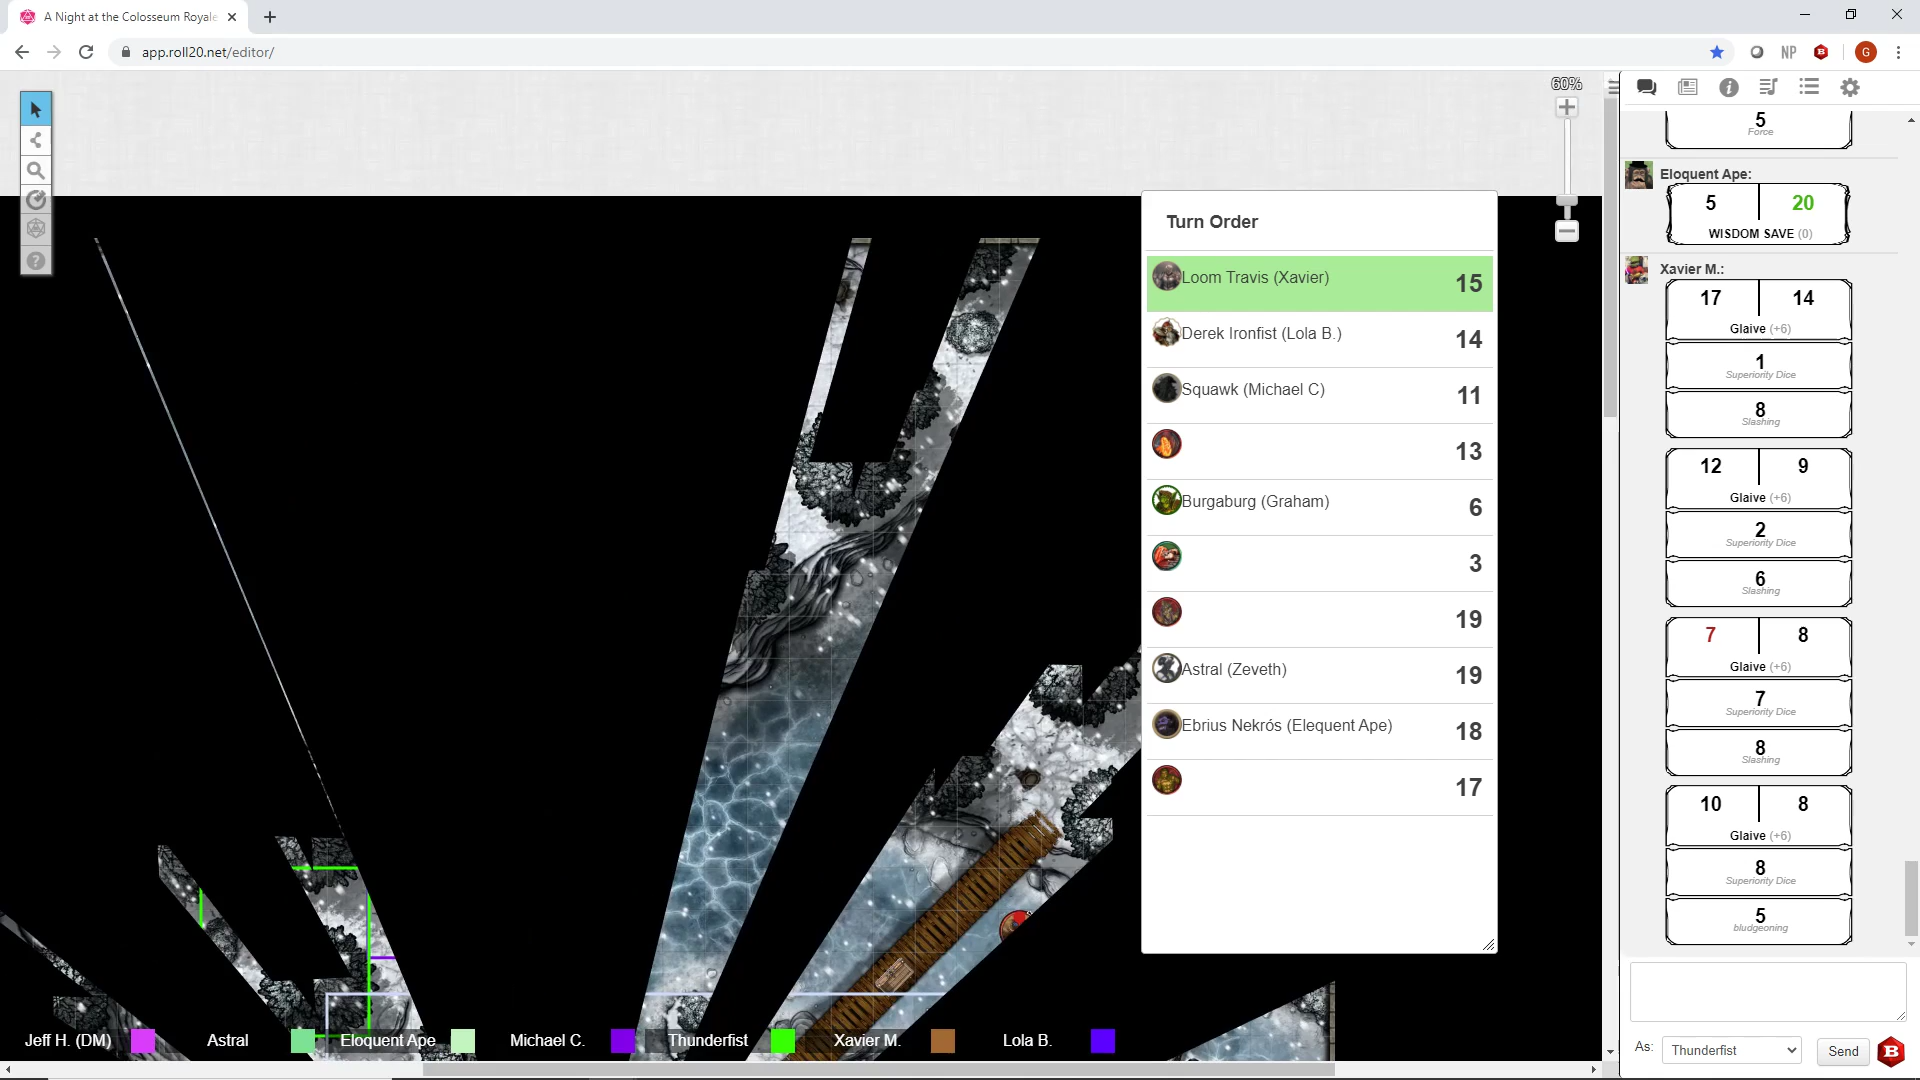 A Night at the Colosseum Royale
app.roll20.net/editor/
NP
B
G
60%
Turn Order
Loom Travis (Xavier) 15
Derek Ironfist (Lola B.) 14
Squawk (Michael C) 11
13
Burgaburg (Graham) 6
3
19
Astral (Zeveth) 19
Ebrius Nekrós (Elequent Ape) 18
17
5
Force
Eloquent Ape:
5 20
WISDOM SAVE (0)
Xavier M.:
17 14
Glaive (+6)
1
Superiority Dice
8
Slashing
12 9
Glaive (+6)
2
Superiority Dice
6
Slashing
7 8
Glaive (+6)
7
Superiority Dice
8
Slashing
10 8
Glaive (+6)
8
Superiority Dice
5
bludgeoning
As: Thunderfist Send B
Jeff H. (DM) Astral Eloquent Ape Michael C. Thunderfist Xavier M. Lola B.